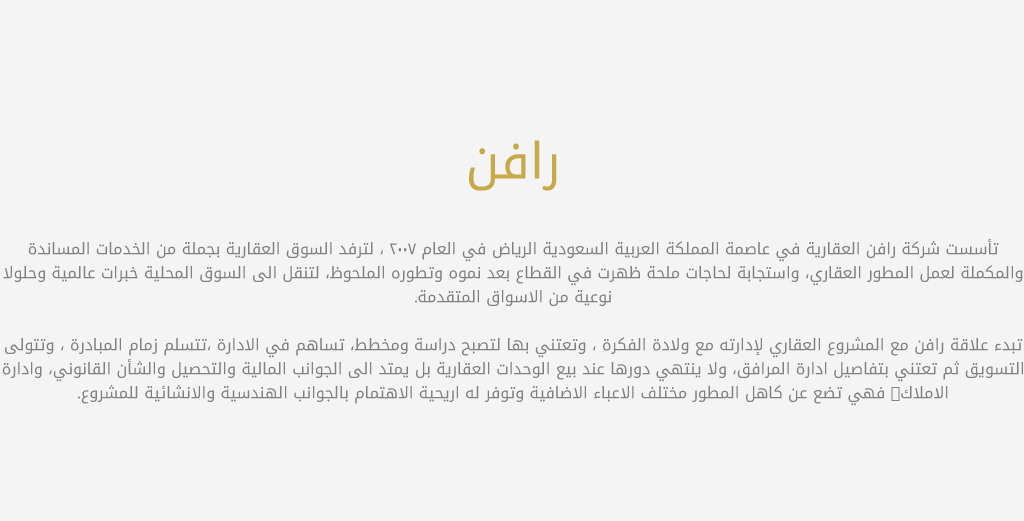 رافن
تأسست شركة رافن العقارية في عاصمة المملكة العربية السعودية الرياض في العام ٢٠٠٧ ، لترفد السوق العقارية بجملة من الخدمات المساندة
والمكملة لعمل المطور العقاري، واستجابة لحاجات ملحة ظهرت في القطاع بعد نموه وتطوره الملحوظ، لتنقل الى السوق المحلية خبرات عالمية وحلولا
نوعية من الاسواق المتقدمة.
تبدء علاقة رافن مع المشروع العقاري لإدارته مع ولادة الفكرة ، وتعتني بها لتصبح دراسة ومخطط، تساهم في الادارة ،تتسلم زمام المبادرة ، وتتولى
التسويق ثم تعتني بتفاصيل ادارة المرافق، ولا ينتهي دورها عند بيع الوحدات العقارية بل يمتد الى الجوانب المالية والتحصيل والشأن القانوني، وادارة
الاملاك فهي تضع عن كاهل المطور مختلف الاعباء الاضافية وتوفر له اريحية الاهتمام بالجوانب الهندسية والانشائية للمشروع.